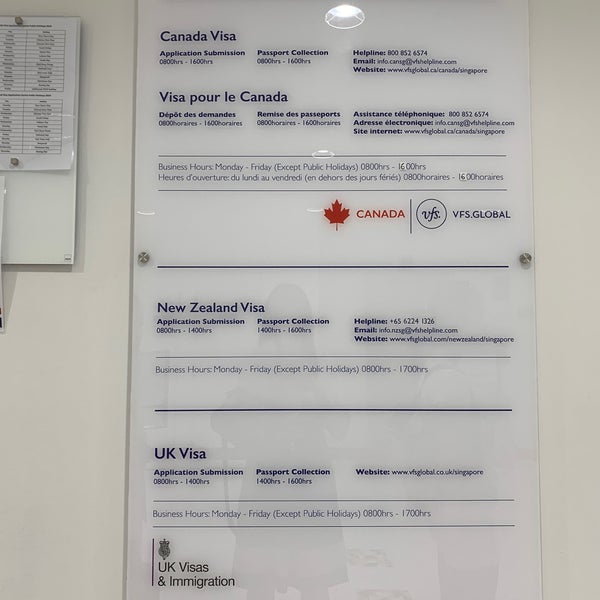 Canada Visa
Application Submission Passport Collection Helpline: 800 852 6574
0800hrs - 1600hrs 0800hrs - 1600hrs Email: info.cansg@vfshelpline.com
Website: www.vfsglobal.ca/canada/singapore
Visa pour le Canada
Dépôt des demandes Remise des passeports Assistance téléphonique: 800 852 6574
0800horaires - 1600horaires 0800horaires - 1600horaires Adresse électronique: info.cansg@vfshelpline.com
Site internet: www.vfsglobal.ca/canada/singapore
Business Hours: Monday - Friday (Except Public Holidays) 0800hrs - 1600hrs
Heures d'ouverture: du lundi au vendredi (en dehors des jours fériés) 0800horaires - 1600horaires
CANADA vfs. VFS.GLOBAL
New Zealand Visa
Application Submission Passport Collection Helpline: +65 6224 1326
0800hrs - 1400hrs 1400hrs - 1600hrs Email: info.nzsg@vfshelpline.com
Website: www.vfsglobal.com/newzealand/singapore
Business Hours: Monday - Friday (Except Public Holidays) 0800hrs - 1700hrs
UK Visa
Application Submission Passport Collection Website: www.vfsglobal.co.uk/singapore
0800hrs - 1400hrs 1400hrs - 1600hrs
Business Hours: Monday - Friday (Except Public Holidays) 0800hrs - 1700hrs
UK Visas
& Immigration